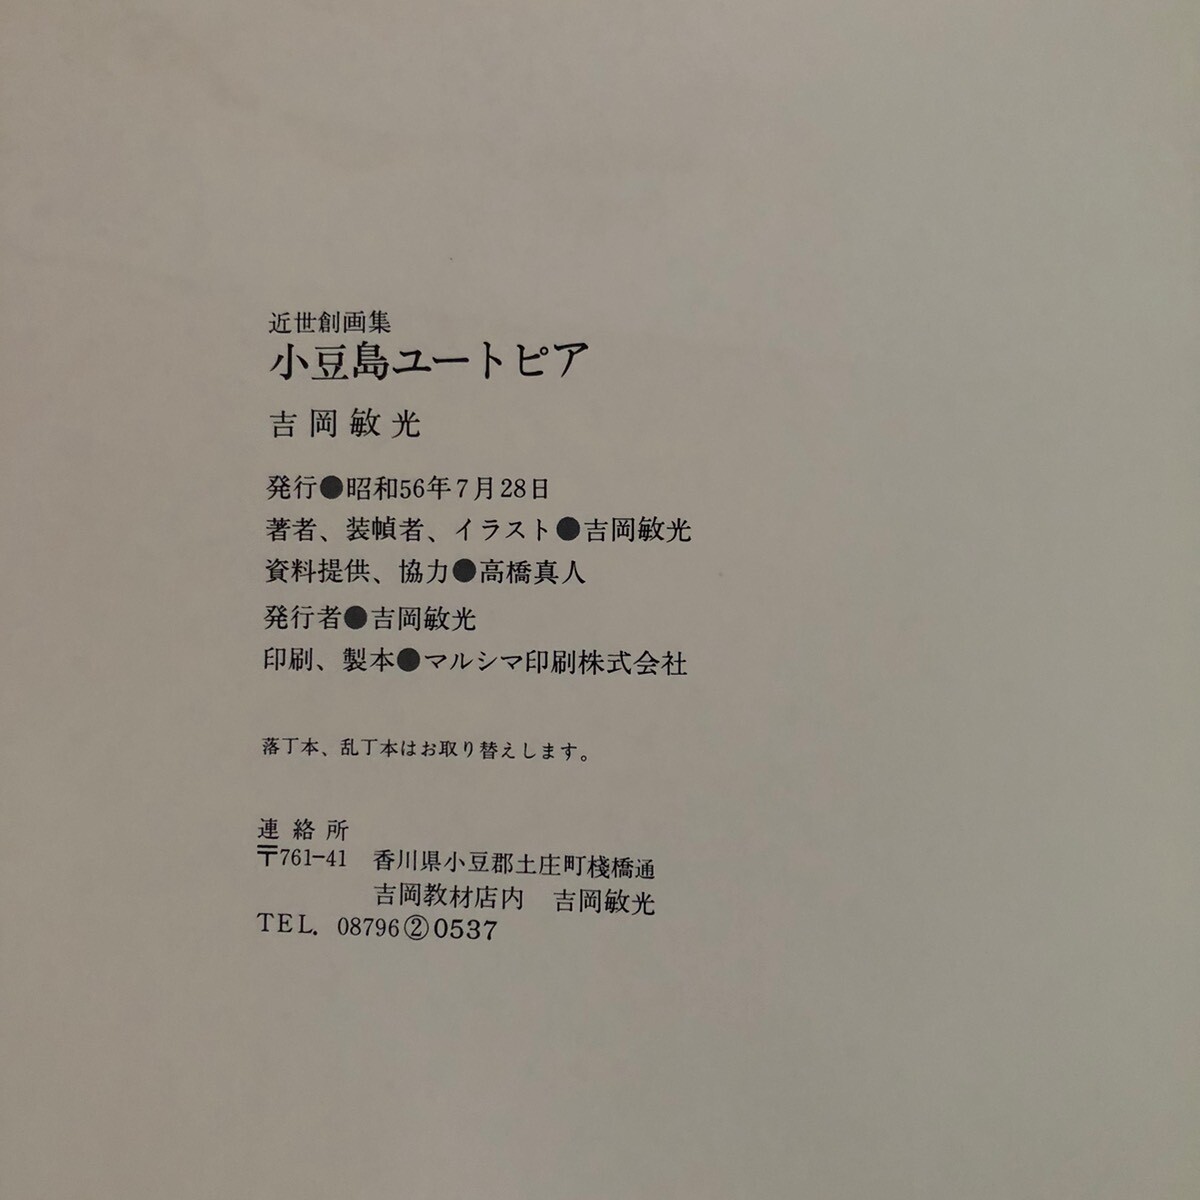 近世創画集
小豆島ユートピア
吉岡敏光
発行●昭和56年7月28日
著者、装幀者、イラスト●吉岡敏光
資料提供、協力●高橋真人
発行者●吉岡敏光
印刷、製本●マルシマ印刷株式会社
落丁本、乱丁本はお取り替えします。
連絡所
〒761-41 香川県小豆郡土庄町棧橋通
吉岡教材店内 吉岡敏光
TEL. 08796②0537